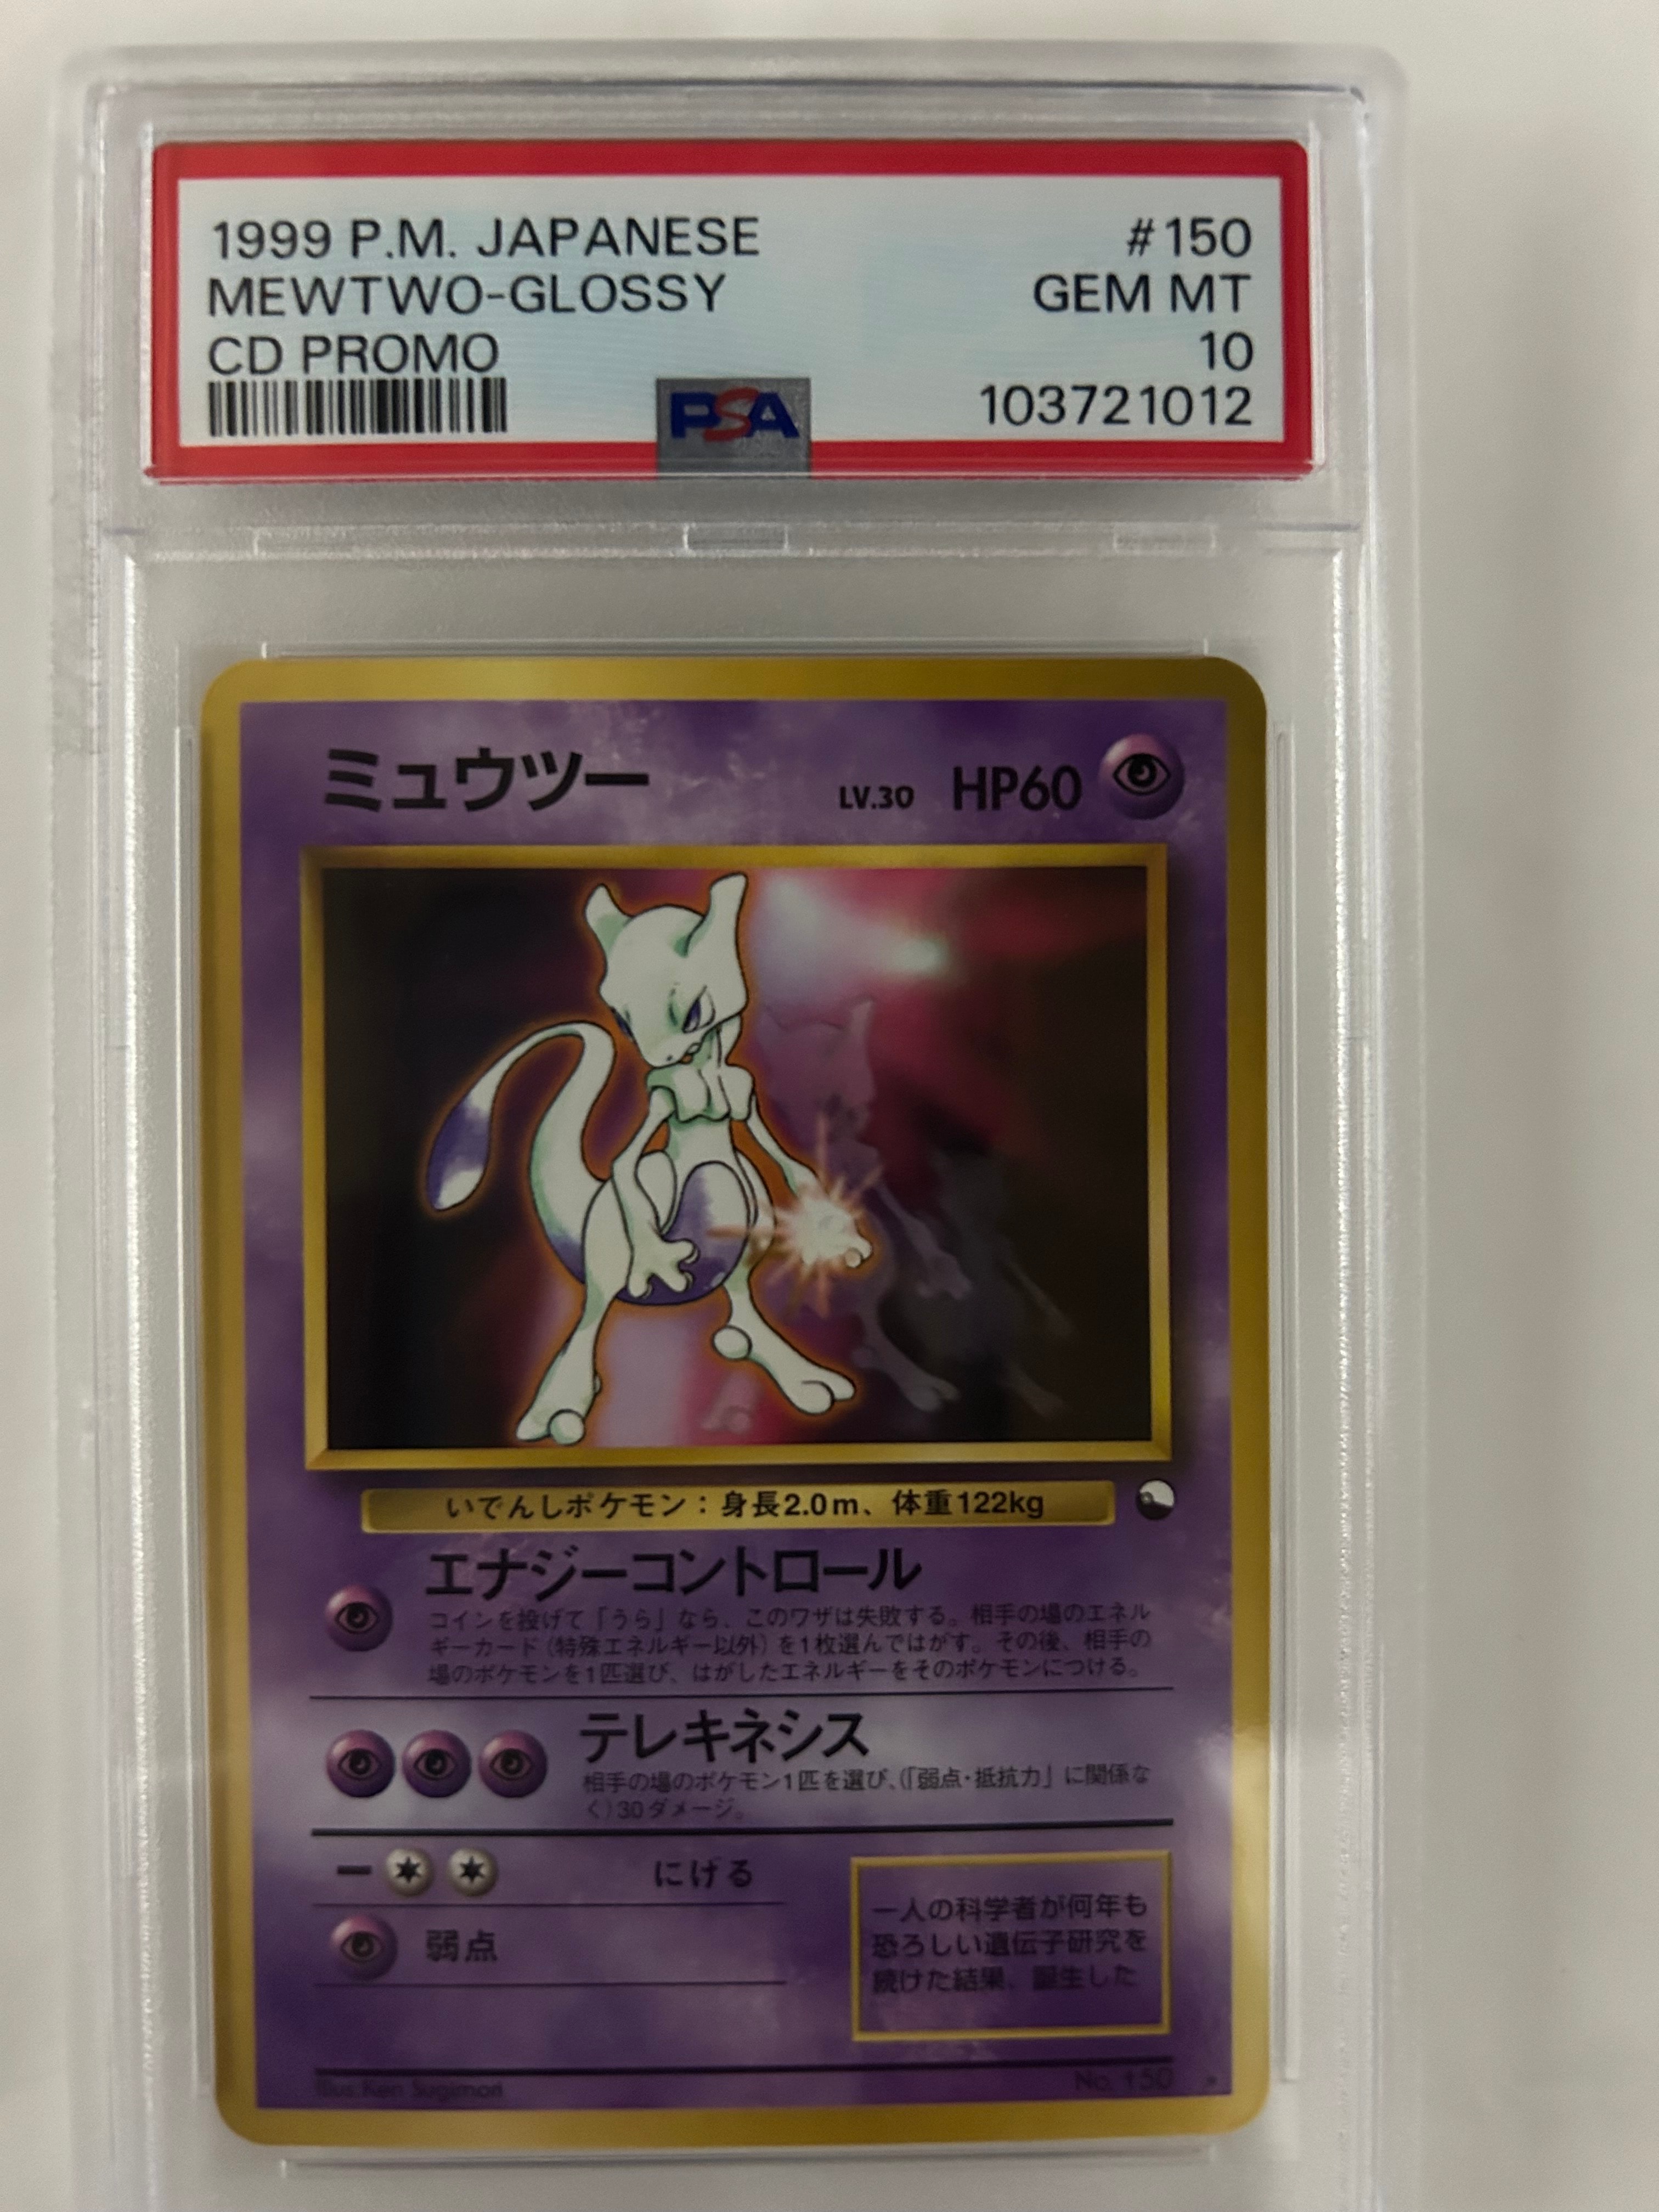 1999 P.M. JAPANESE #150
MEWTWO-GLOSSY GEM MT
CD PROMO 10
PSA 103721012
ミュウツー LV.30 HP60
いでんしポケモン：身長2.0m、体重122kg
エナジーコントロール
コインを投げて「うら」なら、このワザは失敗する。相手の場のエネル
ギーカード（特殊エネルギー以外）を1枚選んではがす。その後、相手の
場のポケモンを1匹選び、はがしたエネルギーをそのポケモンにつける。
テレキネシス
相手の場のポケモン1匹を選び、（「弱点・抵抗力」に関係な
く）30ダメージ。
ー にげる
弱点
一人の科学者が何年も
恐ろしい遺伝子研究を
続けた結果、誕生した
Illus. Ken Sugimori No. 150